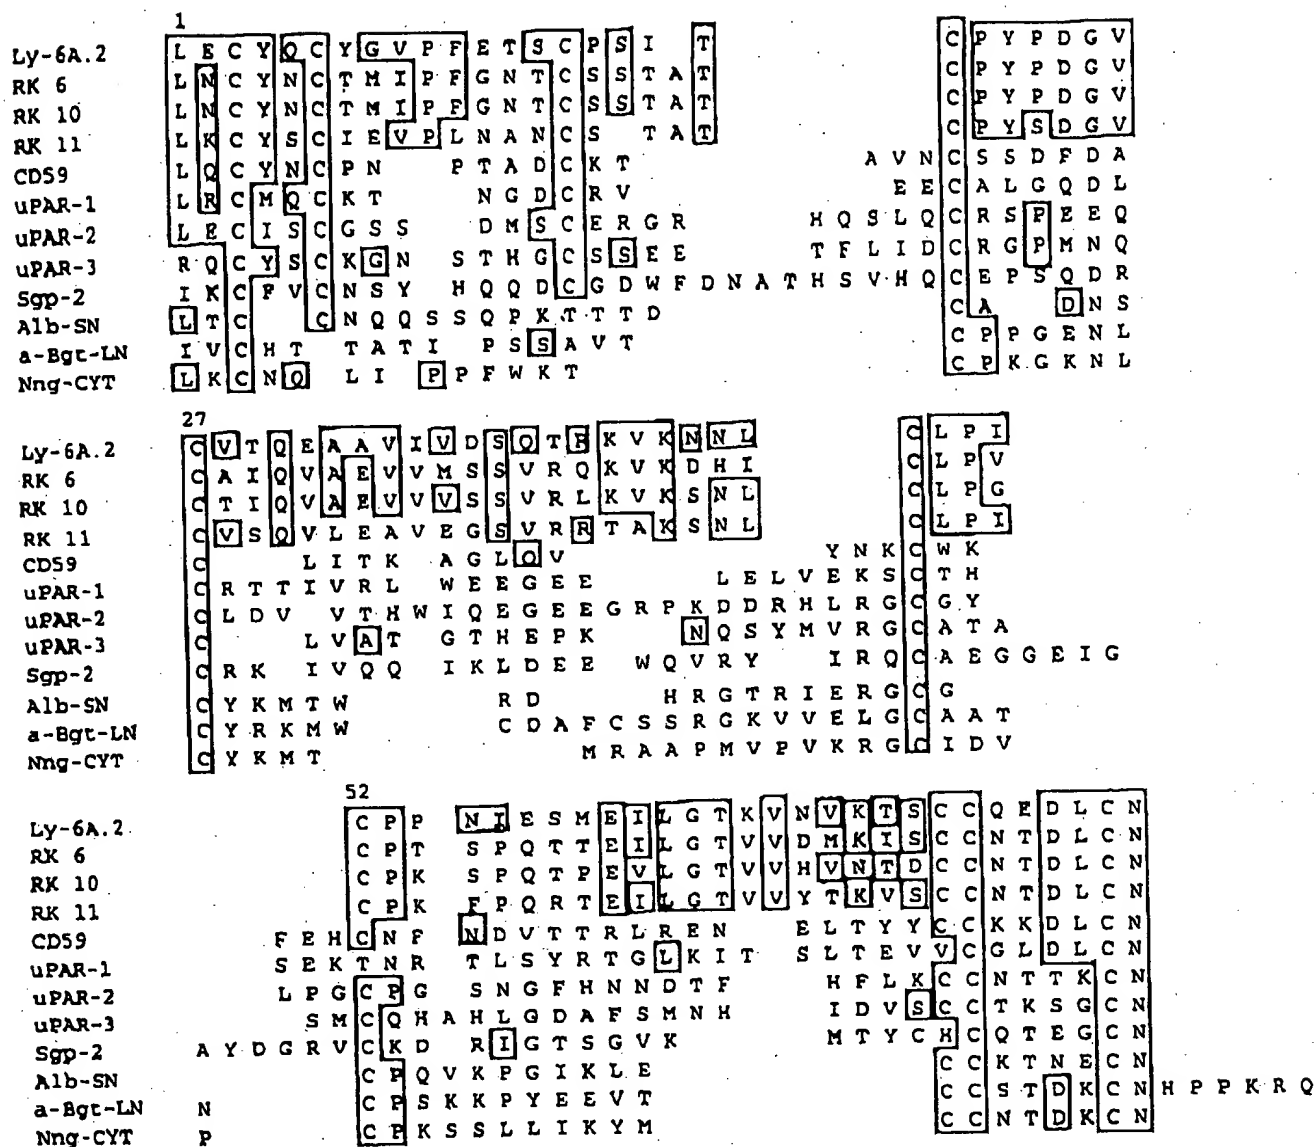 1
Ly-6A.2 L E C Y Q C Y G V P F E T S C P S I T C P Y P D G V
RK 6 L N C Y N C T M I P F G N T C S S T A T C P Y P D G V
RK 10 L N C Y N C T M I P F G N T C S S T A T C P Y P D G V
RK 11 L K C Y S C I E V P L N A N C S T A T C P Y S D G V
CD59 L Q C Y N C P N P T A D C K T A V N C S S D F D A
uPAR-1 L R C M Q C K T N G D C R V E E C A L G Q D L
uPAR-2 L E C I S C G S S D M S C E R G R H Q S L Q C R S P E E Q
uPAR-3 R Q C Y S C K G N S T H G C S S E E T F L I D C R G P M N Q
Sgp-2 I K C F V C N S Y H Q Q D C G D W F D N A T H S V H Q C E P S Q D R
Alb-SN L T C C N Q Q S S Q P K T T T D C A D N S
a-Bgt-LN I V C H T T A T I P S S A V T C P P G E N L
Nng-CYT L K C N Q L I P P F W K T C P K G K N L
27
Ly-6A.2 C V T Q E A A V I V D S Q T R K V K N N L C L P I
RK 6 C A I Q V A E V V M S S V R Q K V K D H I C L P V
RK 10 C T I Q V A E V V V S S V R L K V K S N L C L P G
RK 11 C V S Q V L E A V E G S V R R T A K S N L C L P I
CD59 C L I T K A G L Q V Y N K C W K
uPAR-1 C R T T I V R L W E E G E E L E L V E K S C T H
uPAR-2 C L D V V T H W I Q E G E E G R P K D D R H L R G C G Y
uPAR-3 C L V A T G T H E P K N Q S Y M V R G C A T A
Sgp-2 C R K I V Q Q I K L D E E W Q V R Y I R Q C A E G G E I G
Alb-SN C Y K M T W R D H R G T R I E R G C G
a-Bgt-LN C Y R K M W C D A F C S S R G K V V E L G C A A T
Nng-CYT C Y K M T M R A A P M V P V K R G C I D V
52
Ly-6A.2 C P P N I E S M E I L G T K V N V K T S C C Q E D L C N
RK 6 C P T S P Q T T E I L G T V V D M K I S C C N T D L C N
RK 10 C P K S P Q T P E V L G T V V H V N T D C C N T D L C N
RK 11 C P K F P Q R T E I L G T V V Y T K V S C C N T D L C N
CD59 F E H C N F N D V T T R L R E N E L T Y Y C C K K D L C N
uPAR-1 S E K T N R T L S Y R T G L K I T S L T E V V C G L D L C N
uPAR-2 L P G C P G S N G F H N N D T F H F L K C C N T T K C N
uPAR-3 S M C Q H A H L G D A F S M N H I D V S C C T K S G C N
Sgp-2 A Y D G R V C K D R I G T S G V K M T Y C H C Q T E G C N
Alb-SN C P Q V K P G I K L E C C K T N E C N
a-Bgt-LN N C P S K K P Y E E V T C C S T D K C N H P P K R Q
Nng-CYT P C P K S S L L I K Y M C C N T D K C N